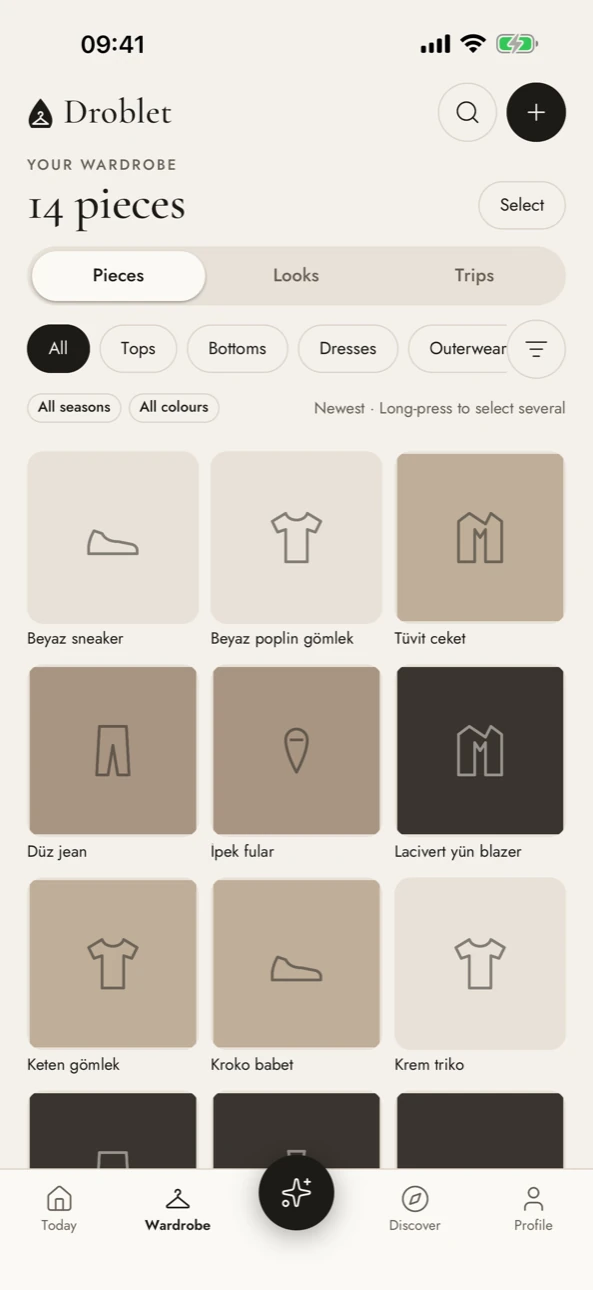 09:41
Droblet
YOUR WARDROBE
14 pieces
Select
Pieces Looks Trips
All Tops Bottoms Dresses Outerwear
All seasons All colours Newest · Long-press to select several
Beyaz sneaker Beyaz poplin gömlek Tüvit ceket
Düz jean İpek fular Lacivert yün blazer
Keten gömlek Kroko babet Krem triko
Today Wardrobe Discover Profile